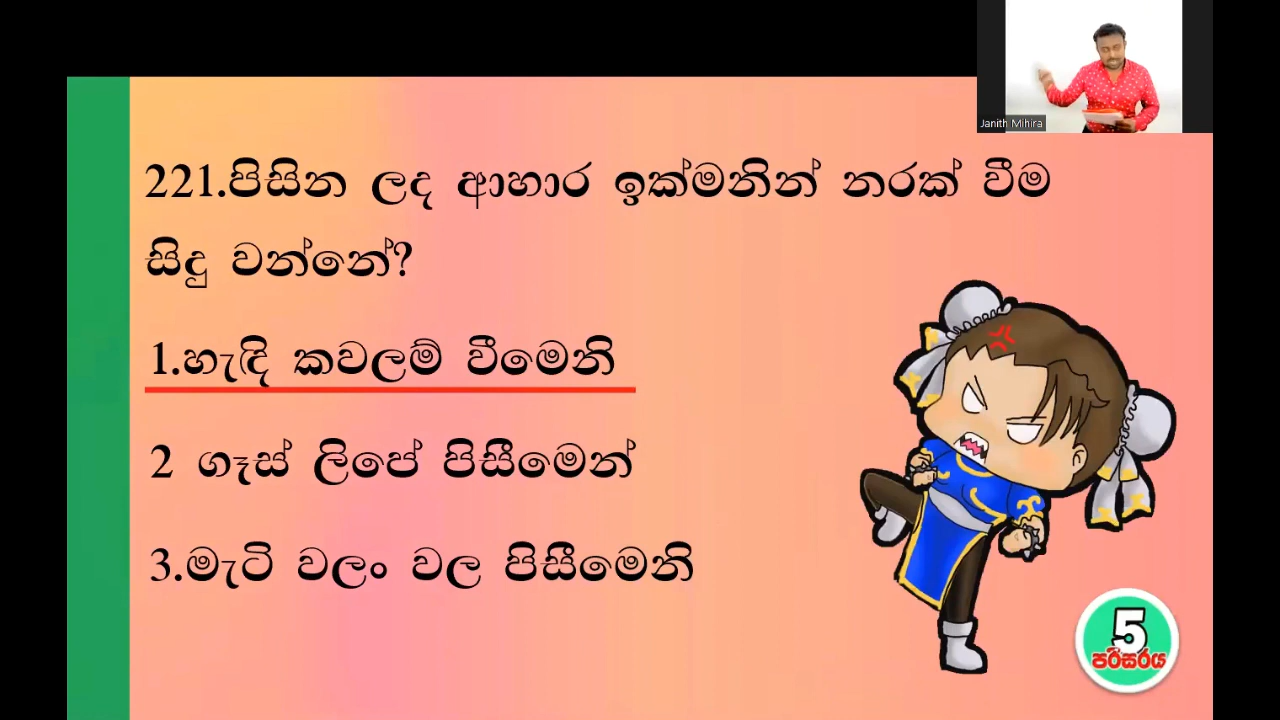 Janith Mihira
221.පිසින ලද ආහාර ඉක්මනින් නරක් වීම
සිදු වන්නේ?
1.හැඳි කවලම් වීමෙනි
2 ගෑස් ලිපේ පිසීමෙන්
3.මැටි වලං වල පිසීමෙනි
5
පරිසරය